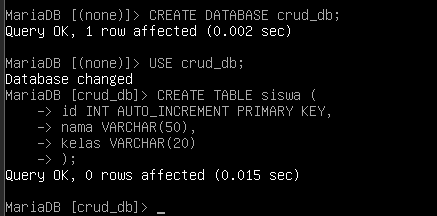 MariaDB [(none)]> CREATE DATABASE crud_db;
Query OK, 1 row affected (0.002 sec)
MariaDB [(none)]> USE crud_db;
Database changed
MariaDB [crud_db]> CREATE TABLE siswa (
-> id INT AUTO_INCREMENT PRIMARY KEY,
-> nama VARCHAR(50),
-> kelas VARCHAR(20)
-> );
Query OK, 0 rows affected (0.015 sec)
MariaDB [crud_db]> _